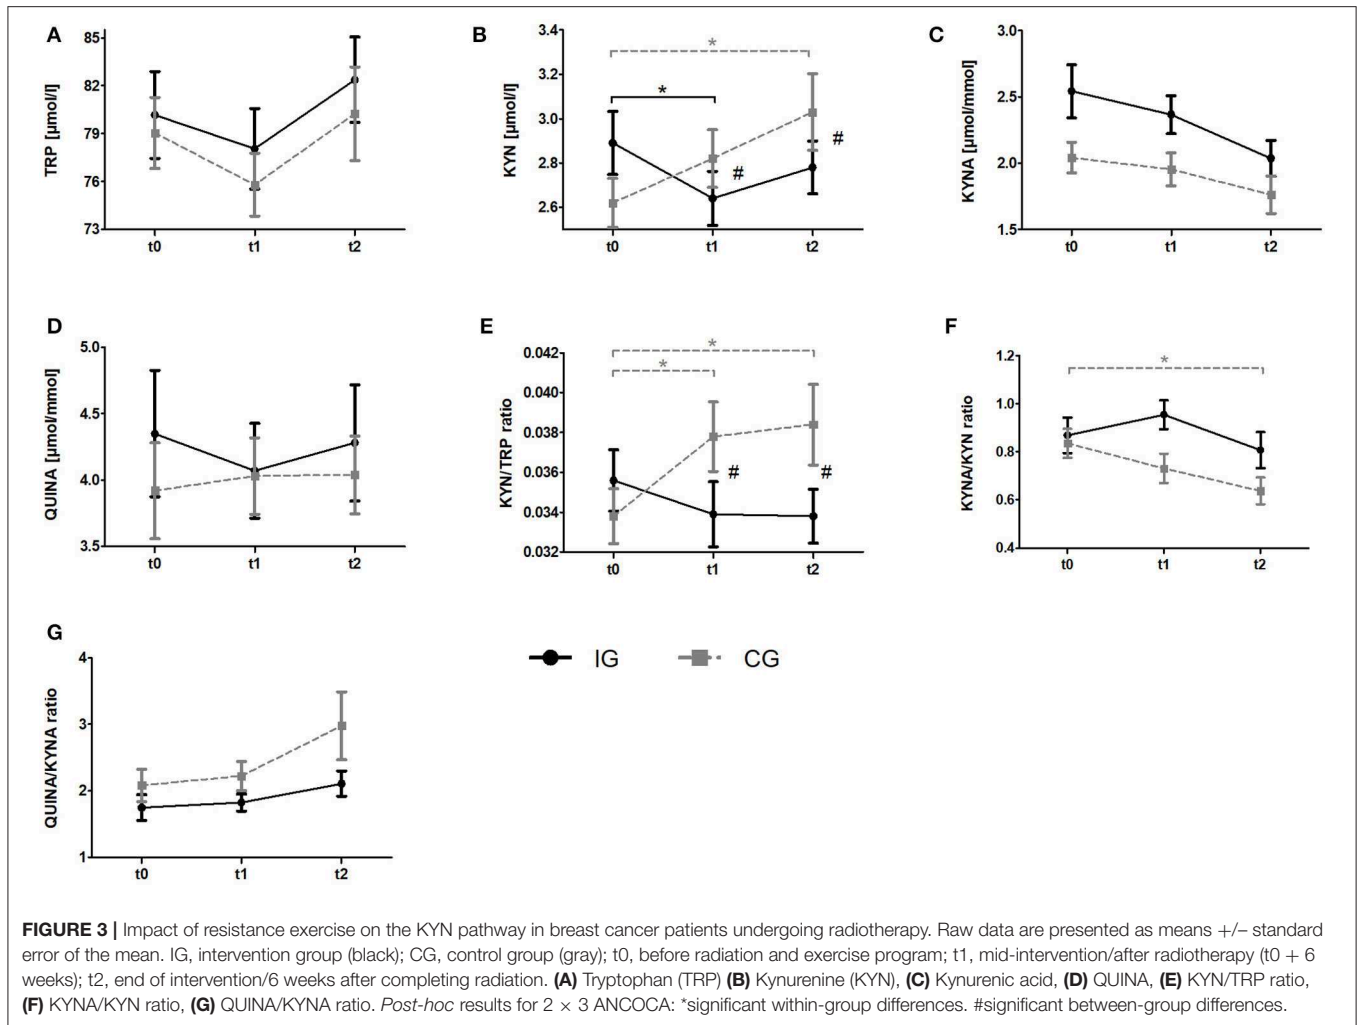 A
TRP [µmol/l]
85
82
79
76
73
t0 t1 t2
B
KYN [µmol/l]
3.4
3.2
3.0
2.8
2.6
*
*
#
#
t0 t1 t2
C
KYNA [µmol/mmol]
3.0
2.5
2.0
1.5
t0 t1 t2
D
QUINA [µmol/mmol]
5.0
4.5
4.0
3.5
t0 t1 t2
E
KYN/TRP ratio
0.042
0.040
0.038
0.036
0.034
0.032
*
*
#
#
t0 t1 t2
F
KYNA/KYN ratio
1.2
1.0
0.8
0.6
0.4
*
t0 t1 t2
G
QUINA/KYNA ratio
4
3
2
1
t0 t1 t2
IG CG
FIGURE 3 | Impact of resistance exercise on the KYN pathway in breast cancer patients undergoing radiotherapy. Raw data are presented as means +/– standard
error of the mean. IG, intervention group (black); CG, control group (gray); t0, before radiation and exercise program; t1, mid-intervention/after radiotherapy (t0 + 6
weeks); t2, end of intervention/6 weeks after completing radiation. (A) Tryptophan (TRP) (B) Kynurenine (KYN), (C) Kynurenic acid, (D) QUINA, (E) KYN/TRP ratio,
(F) KYNA/KYN ratio, (G) QUINA/KYNA ratio. Post-hoc results for 2 × 3 ANCOCA: *significant within-group differences. #significant between-group differences.